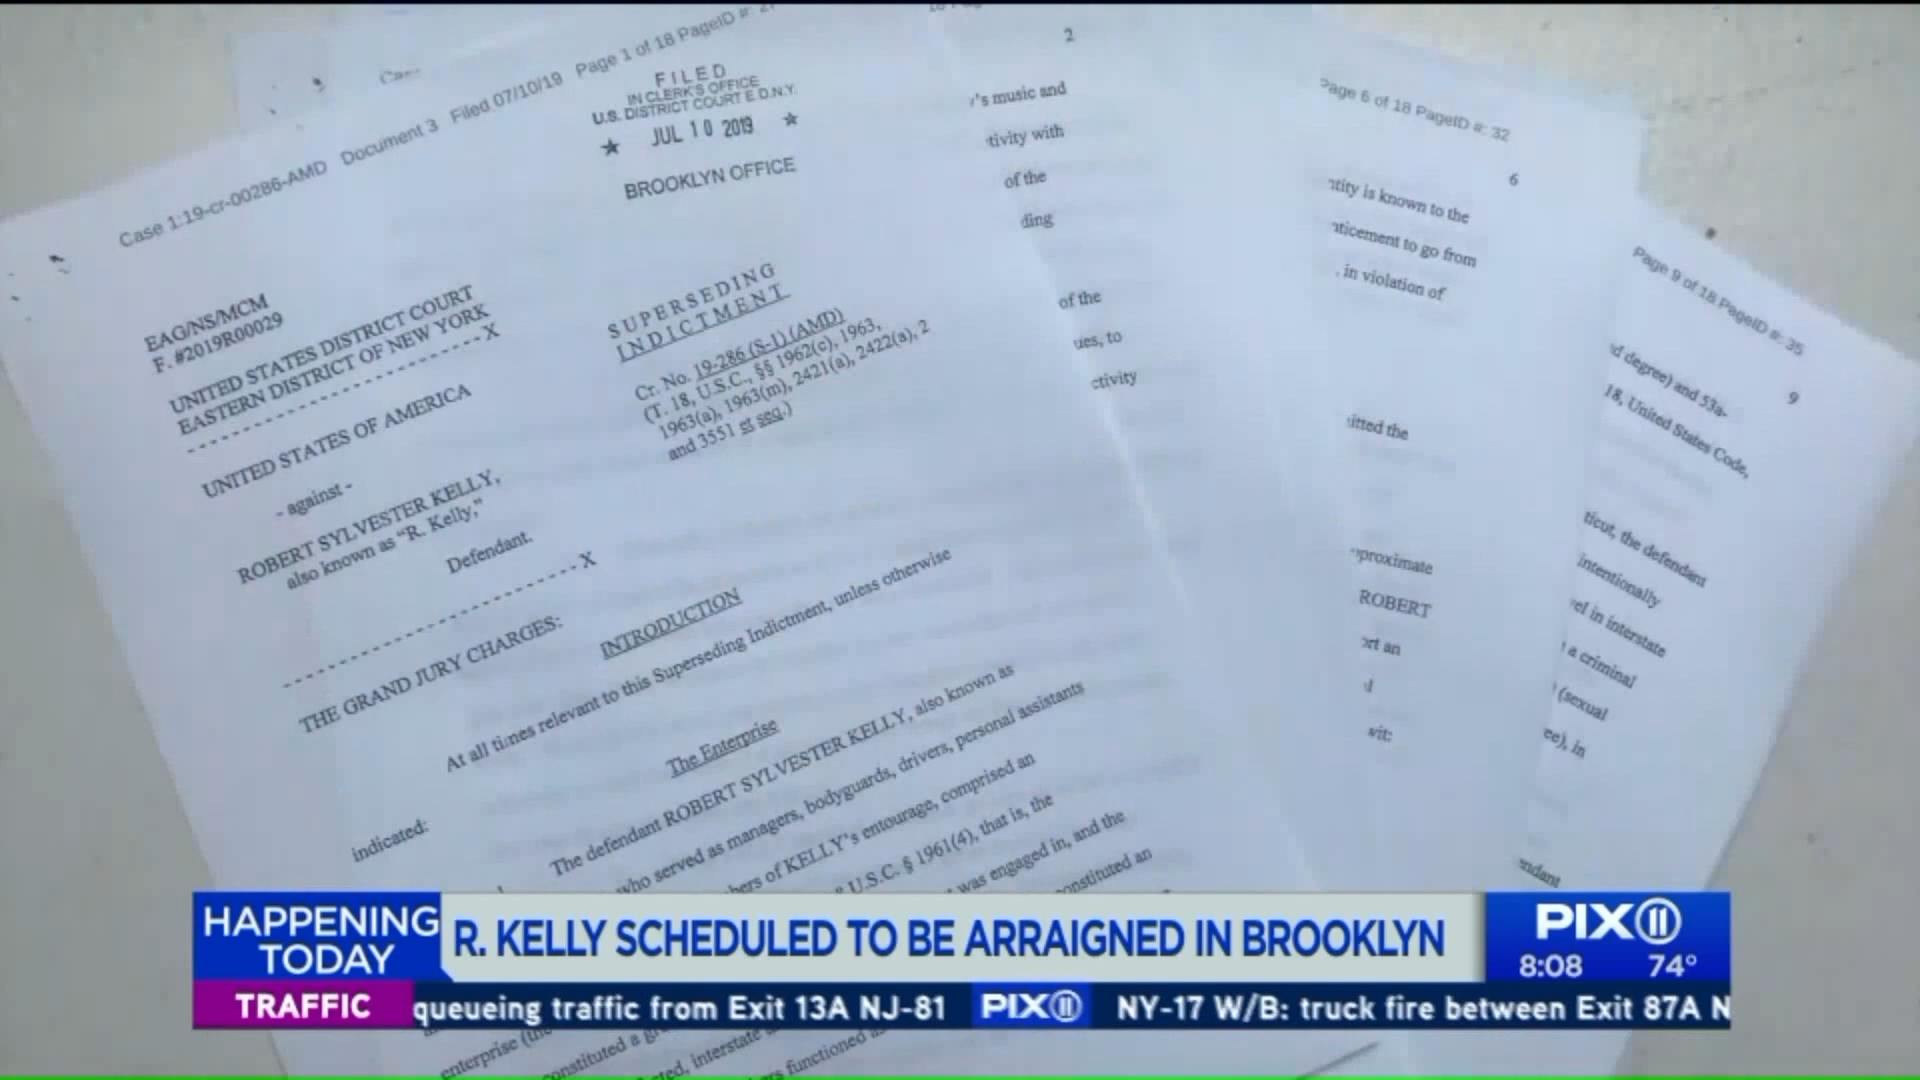 Case 1:19-cr-00286-AMD Document 3 Filed 07/10/19 Page 1 of 18 PageID #:
FILED
IN CLERK'S OFFICE
U.S. DISTRICT COURT E.D.N.Y.
★ JUL 10 2019 ★
BROOKLYN OFFICE
EAG/NS/MCM
F. #2019R00029
UNITED STATES DISTRICT COURT
EASTERN DISTRICT OF NEW YORK
- - - - - - - - - - - - - - - - - - - - - - - - - X
UNITED STATES OF AMERICA
- against -
ROBERT SYLVESTER KELLY,
also known as "R. Kelly,"
Defendant.
- - - - - - - - - - - - - - - - - - - - - - - - - X
SUPERSEDING
INDICTMENT
Cr. No. 19-286 (S-1) (AMD)
(T. 18, U.S.C., §§ 1962(c), 1963,
1963(a), 1963(m), 2421(a), 2422(a), 2
and 3551 et seq.)
THE GRAND JURY CHARGES:
INTRODUCTION
At all times relevant to this Superseding Indictment, unless otherwise
indicated:
The Enterprise
The defendant ROBERT SYLVESTER KELLY, also known as
who served as managers, bodyguards, drivers, personal assistants
bers of KELLY's entourage, comprised an
U.S.C. § 1961(4), that is, the
was engaged in, and the
onstituted an
enterprise (the
onstituted a
interstate
functioned
2
's music and
tivity with
of the
ding
of the
ues, to
ctivity
Page 6 of 18 PageID #: 32
6
ntity is known to the
nticement to go from
, in violation of
itted the
proximate
ROBERT
ort an
d
wit:
Page 9 of 18 PageID #: 35
9
d degree) and 53a-
18, United States Code,
ticut, the defendant
intentionally
vel in interstate
a criminal
(sexual
ee), in
endant
HAPPENING
TODAY
R. KELLY SCHEDULED TO BE ARRAIGNED IN BROOKLYN
PIX11
8:08 74°
TRAFFIC
queueing traffic from Exit 13A NJ-81 PIX11 NY-17 W/B: truck fire between Exit 87A N